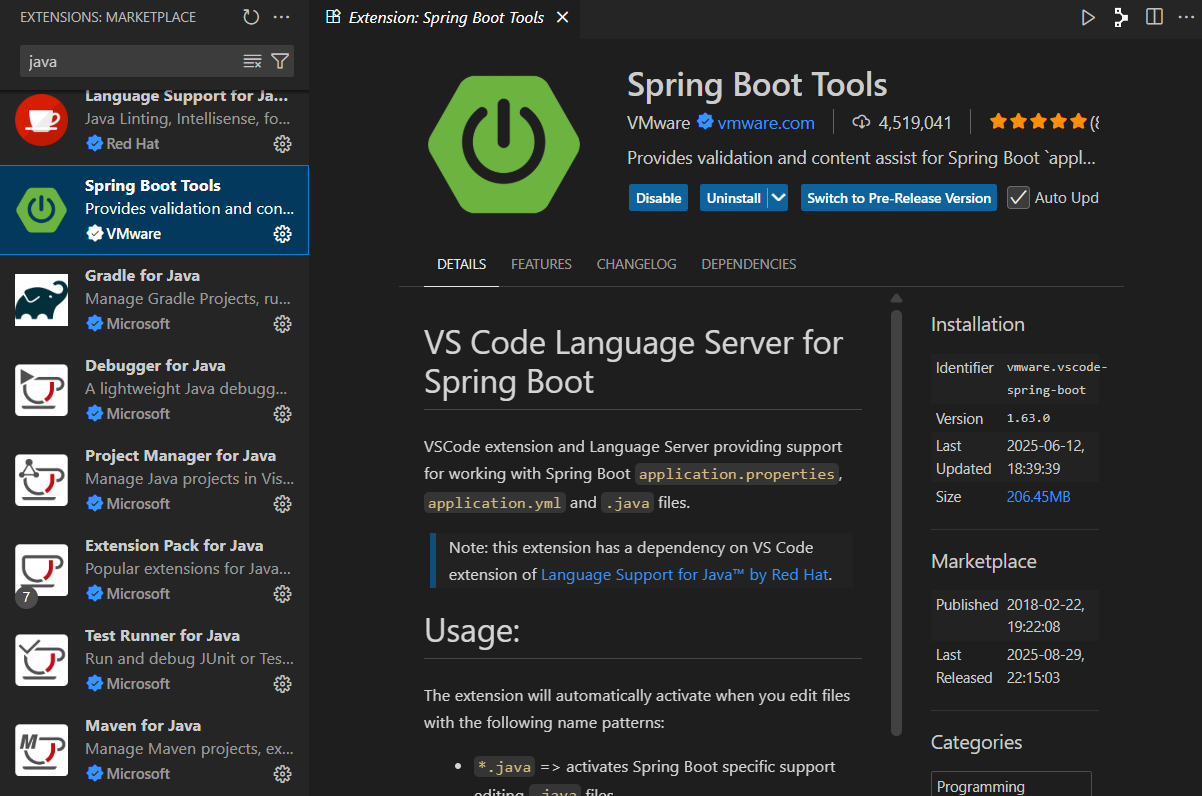 EXTENSIONS: MARKETPLACE
java
Language Support for Ja...
Java Linting, Intellisense, fo...
Red Hat
Spring Boot Tools
Provides validation and con...
VMware
Gradle for Java
Manage Gradle Projects, ru...
Microsoft
Debugger for Java
A lightweight Java debugg...
Microsoft
Project Manager for Java
Manage Java projects in Vis...
Microsoft
Extension Pack for Java
Popular extensions for Java...
7
Microsoft
Test Runner for Java
Run and debug JUnit or Tes...
Microsoft
Maven for Java
Manage Maven projects, ex...
Microsoft
Extension: Spring Boot Tools
Spring Boot Tools
VMware vmware.com 4,519,041 (8
Provides validation and content assist for Spring Boot `appl...
Disable Uninstall Switch to Pre-Release Version Auto Upd
DETAILS FEATURES CHANGELOG DEPENDENCIES
VS Code Language Server for
Spring Boot
VSCode extension and Language Server providing support
for working with Spring Boot application.properties,
application.yml and .java files.
Note: this extension has a dependency on VS Code
extension of Language Support for Java™ by Red Hat.
Usage:
The extension will automatically activate when you edit files
with the following name patterns:
• *.java => activates Spring Boot specific support
editing .java files
Installation
Identifier vmware.vscode-
spring-boot
Version 1.63.0
Last 2025-06-12,
Updated 18:39:39
Size 206.45MB
Marketplace
Published 2018-02-22,
19:22:08
Last 2025-08-29,
Released 22:15:03
Categories
Programming